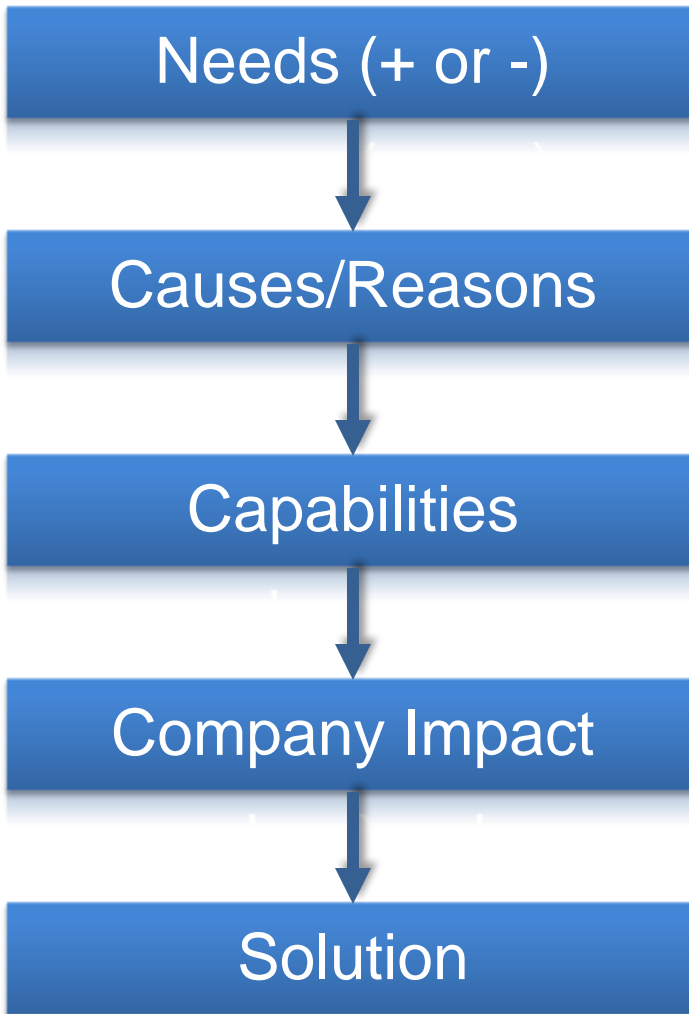 Needs (+ or -)
Causes/Reasons
Capabilities
Company Impact
Solution